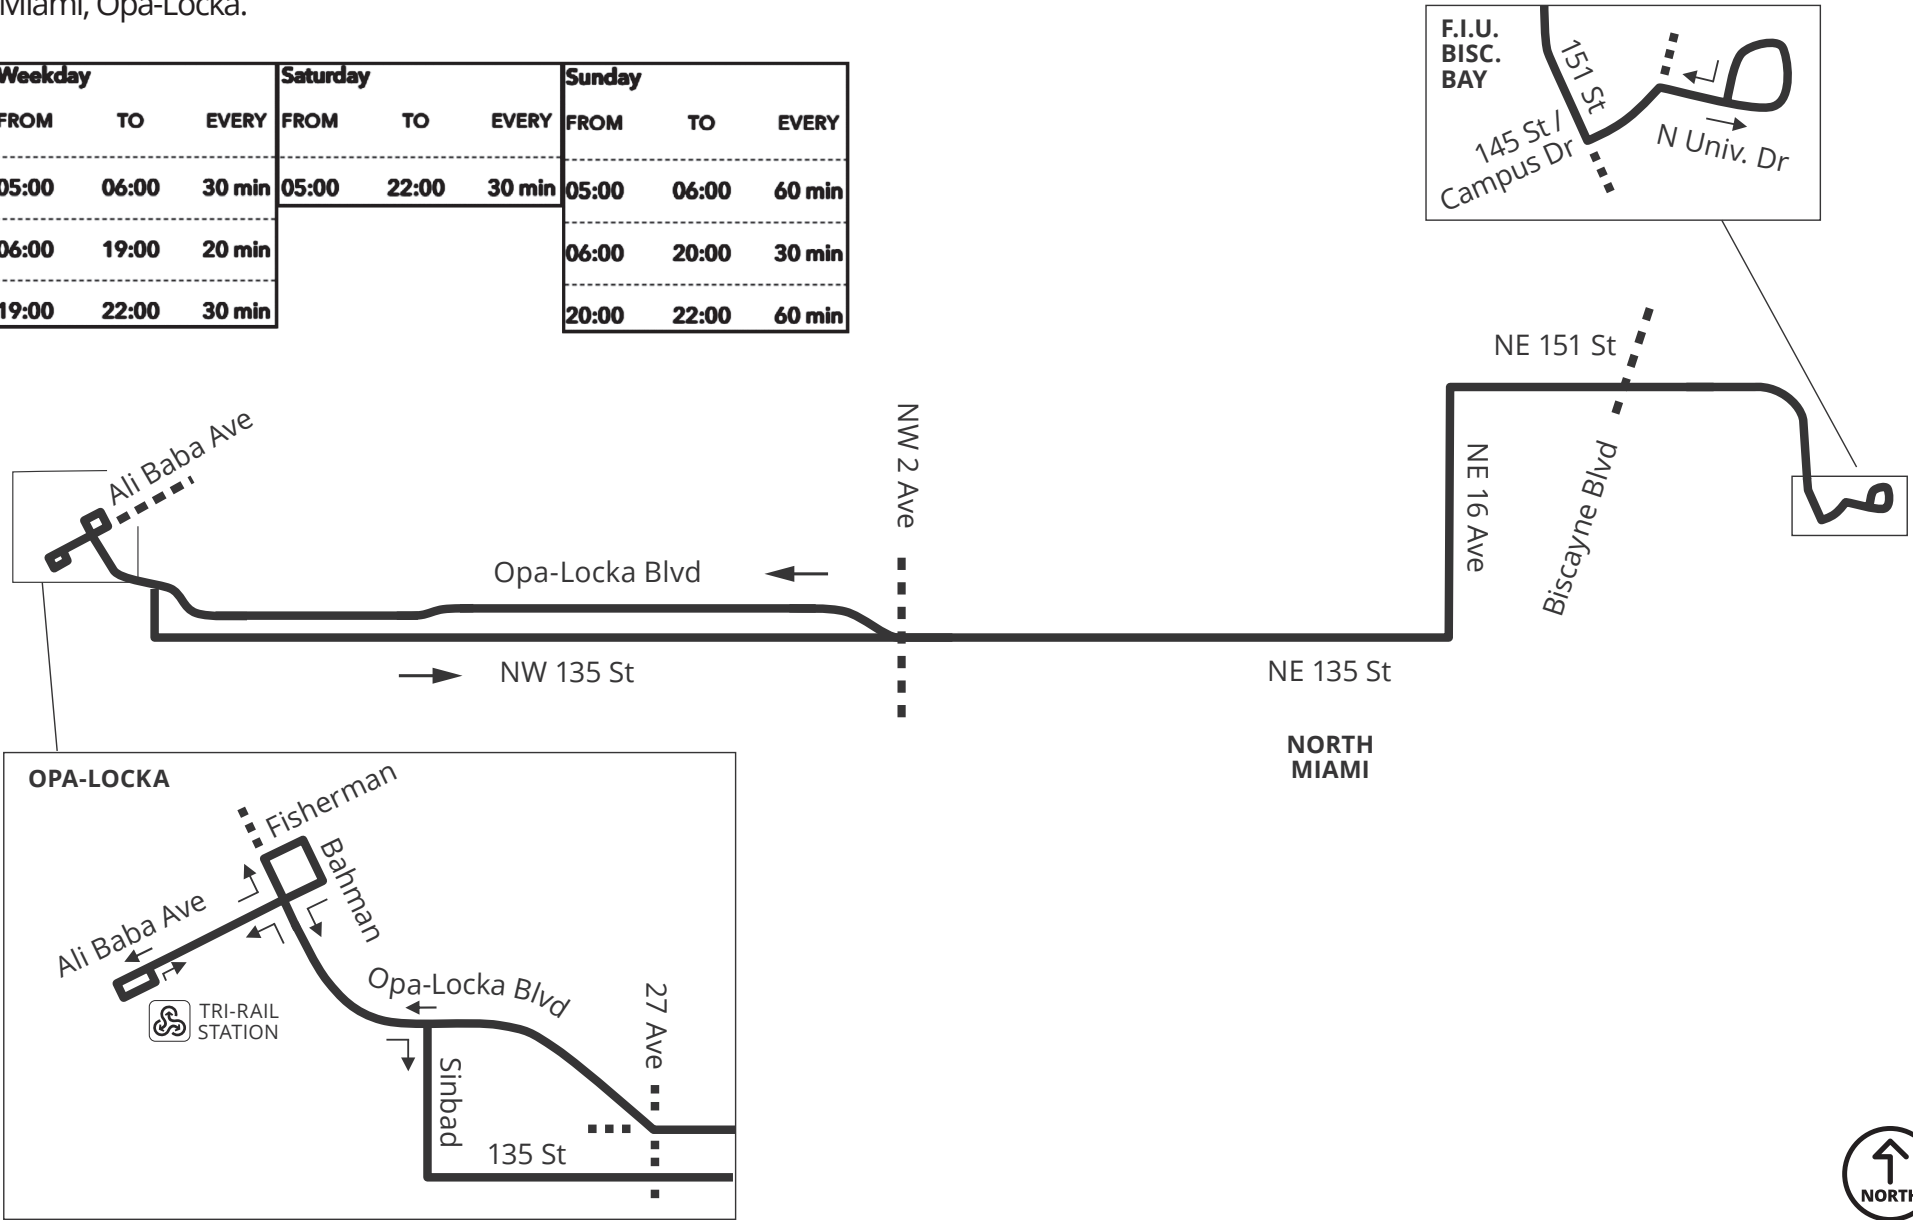 Miami, Opa-Locka.
Weekday
FROM TO EVERY
05:00 06:00 30 min
06:00 19:00 20 min
19:00 22:00 30 min
Saturday
FROM TO EVERY
05:00 22:00 30 min
Sunday
FROM TO EVERY
05:00 06:00 60 min
06:00 20:00 30 min
20:00 22:00 60 min
F.I.U.
BISC.
BAY
151 St
145 St /
Campus Dr
N Univ. Dr
NE 151 St
Ali Baba Ave
NW 2 Ave
NE 16 Ave
Biscayne Blvd
Opa-Locka Blvd
NW 135 St
NE 135 St
NORTH
MIAMI
OPA-LOCKA
Fisherman
Bahman
Ali Baba Ave
Opa-Locka Blvd
TRI-RAIL
STATION
27 Ave
Sinbad
135 St
NORTH